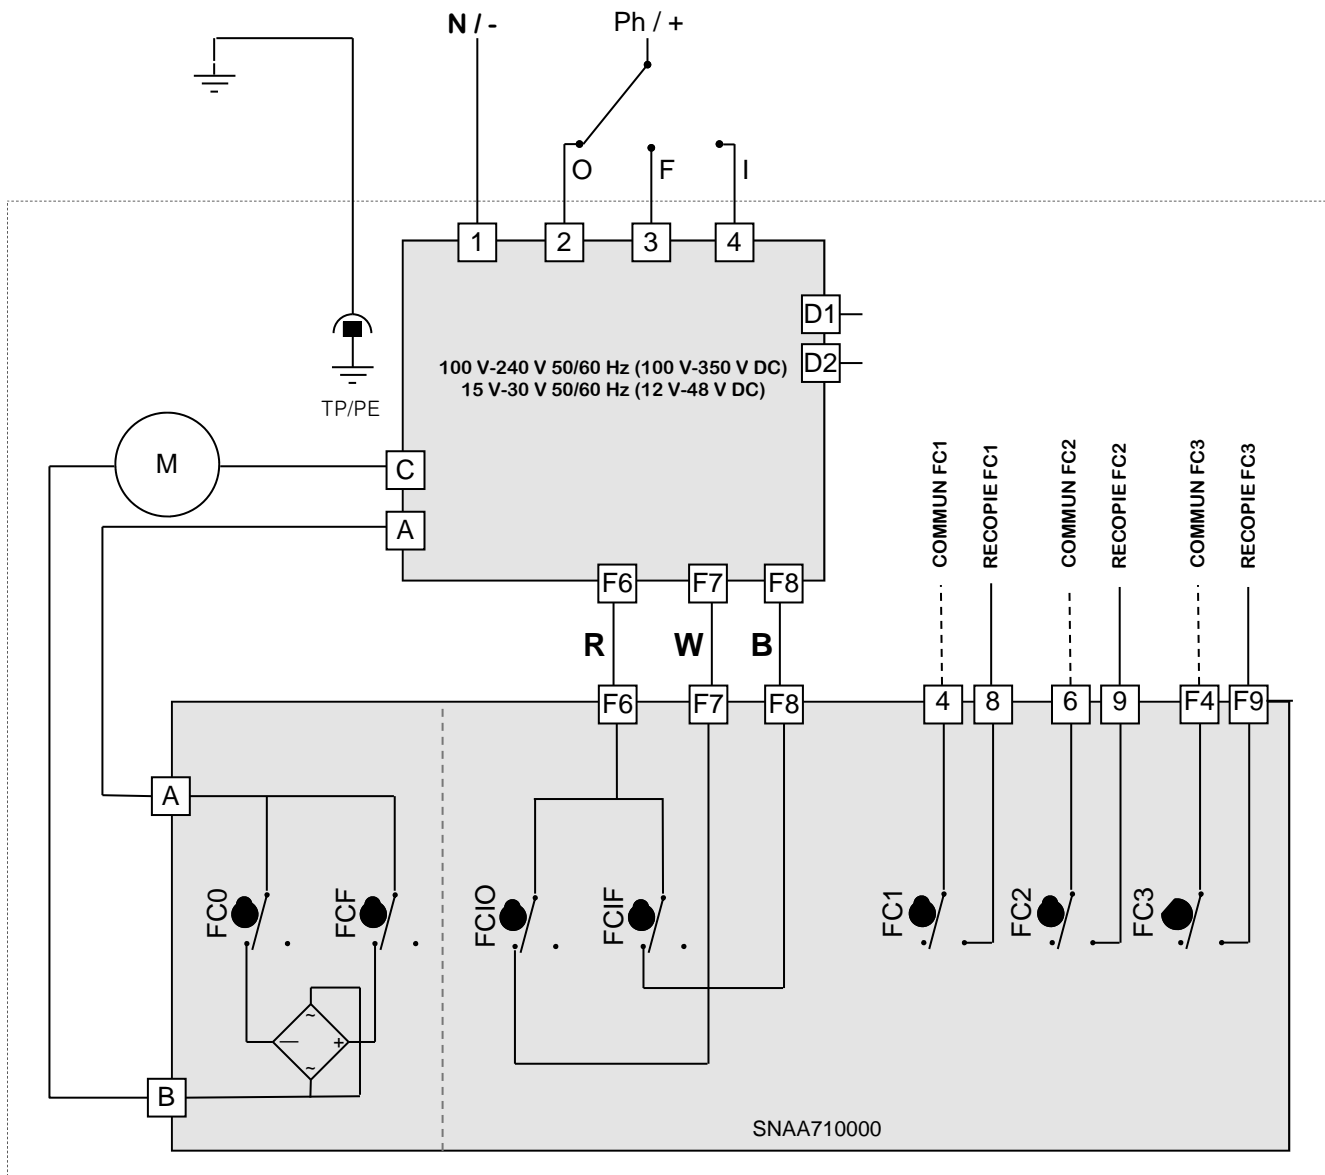 N / -
Ph / +
O
F
I
1
2
3
4
D1
D2
100 V-240 V 50/60 Hz (100 V-350 V DC)
15 V-30 V 50/60 Hz (12 V-48 V DC)
TP/PE
M
C
A
COMMUN FC1
RECOPIE FC1
COMMUN FC2
RECOPIE FC2
COMMUN FC3
RECOPIE FC3
F6
F7
F8
R
W
B
F6
F7
F8
4
8
6
9
F4
F9
A
FC0
FCF
FCIO
FCIF
FC1
FC2
FC3
~
— +
~
B
SNAA710000